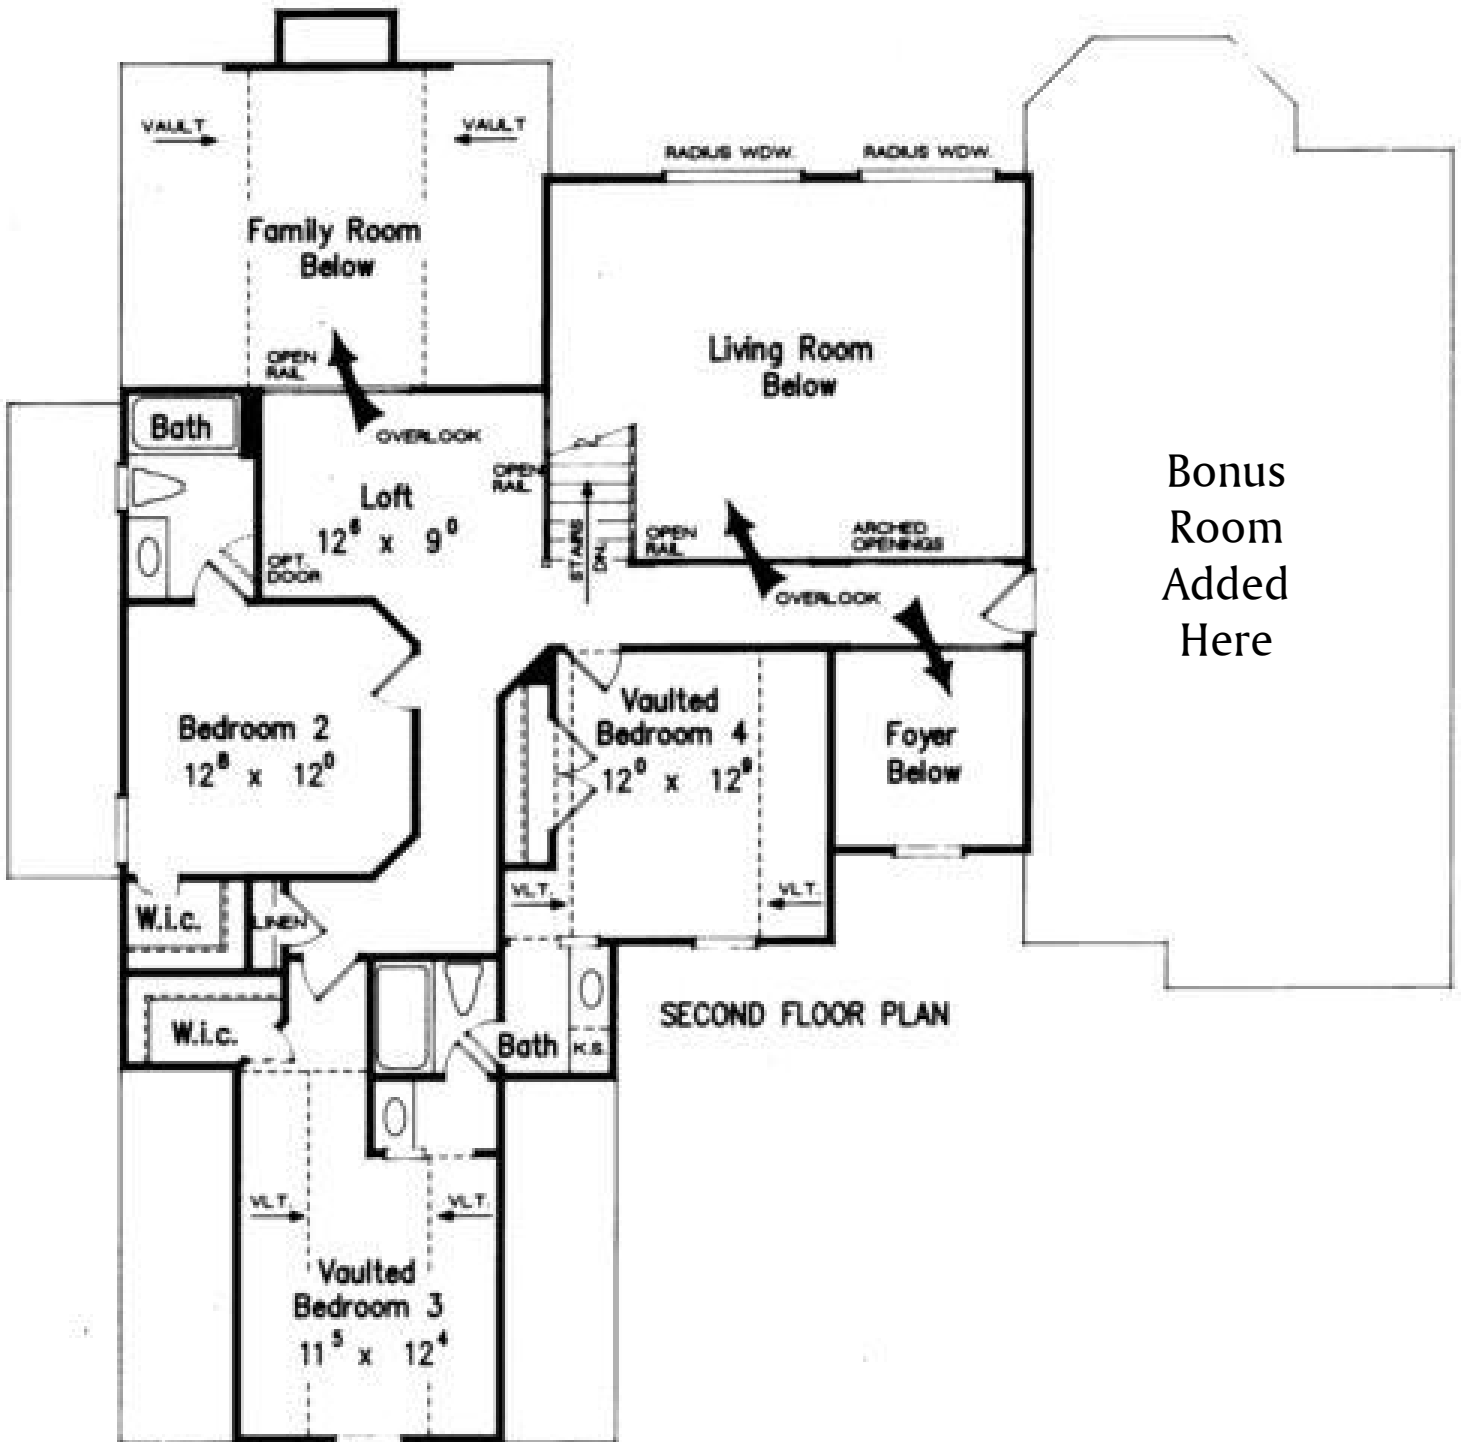 VAULT
VAULT
RADIUS WDW.
RADIUS WDW.
Family Room
Below
OPEN
RAIL
Living Room
Below
Bath
OVERLOOK
OPEN
RAIL
Loft
12⁶ x 9⁰
OPT.
DOOR
STAIRS
DN.
OPEN
RAIL
ARCHED
OPENINGS
OVERLOOK
Bonus
Room
Added
Here
Bedroom 2
12⁶ x 12⁰
Vaulted
Bedroom 4
12⁰ x 12⁰
Foyer
Below
VLT.
VLT.
W.i.c.
LINEN
W.i.c.
Bath
K.S.
SECOND FLOOR PLAN
VLT.
VLT.
Vaulted
Bedroom 3
11⁵ x 12⁴